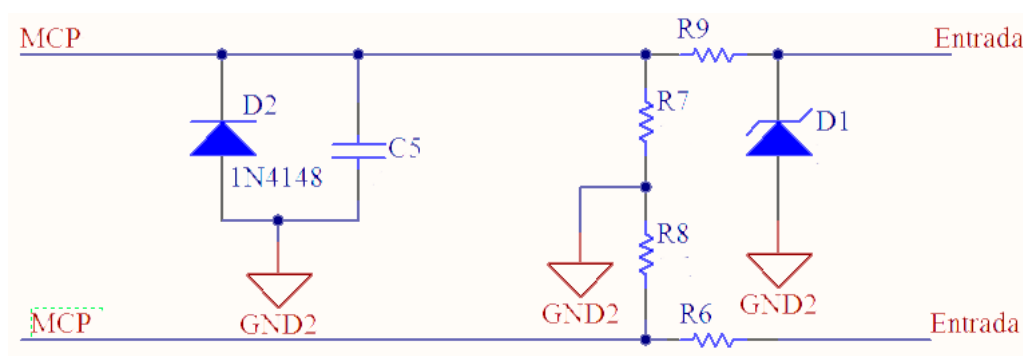 MCP
R9
Entrada
D2
R7
D1
C5
1N4148
R8
GND2
GND2
GND2
MCP
R6
Entrada